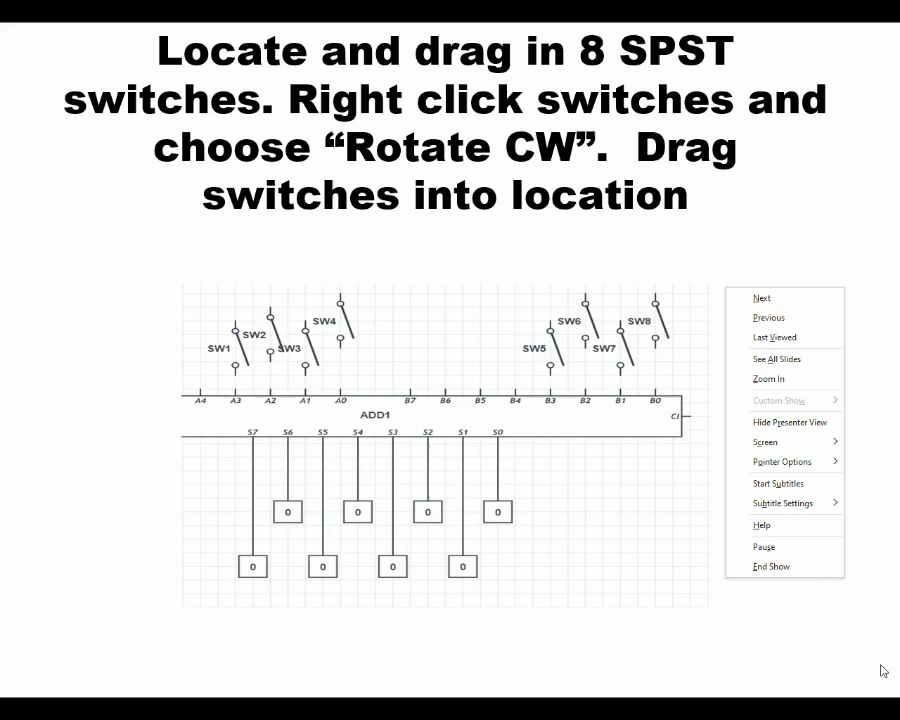 Locate and drag in 8 SPST
switches. Right click switches and
choose “Rotate CW”. Drag
switches into location
SW4 SW6 SW8
SW2
SW1 SW3 SW5 SW7
A4 A3 A2 A1 A0 B7 B6 B5 B4 B3 B2 B1 B0
ADD1 CI
S7 S6 S5 S4 S3 S2 S1 S0
0 0 0 0
0 0 0 0
Next
Previous
Last Viewed
See All Slides
Zoom In
Custom Show
Hide Presenter View
Screen
Pointer Options
Start Subtitles
Subtitle Settings
Help
Pause
End Show